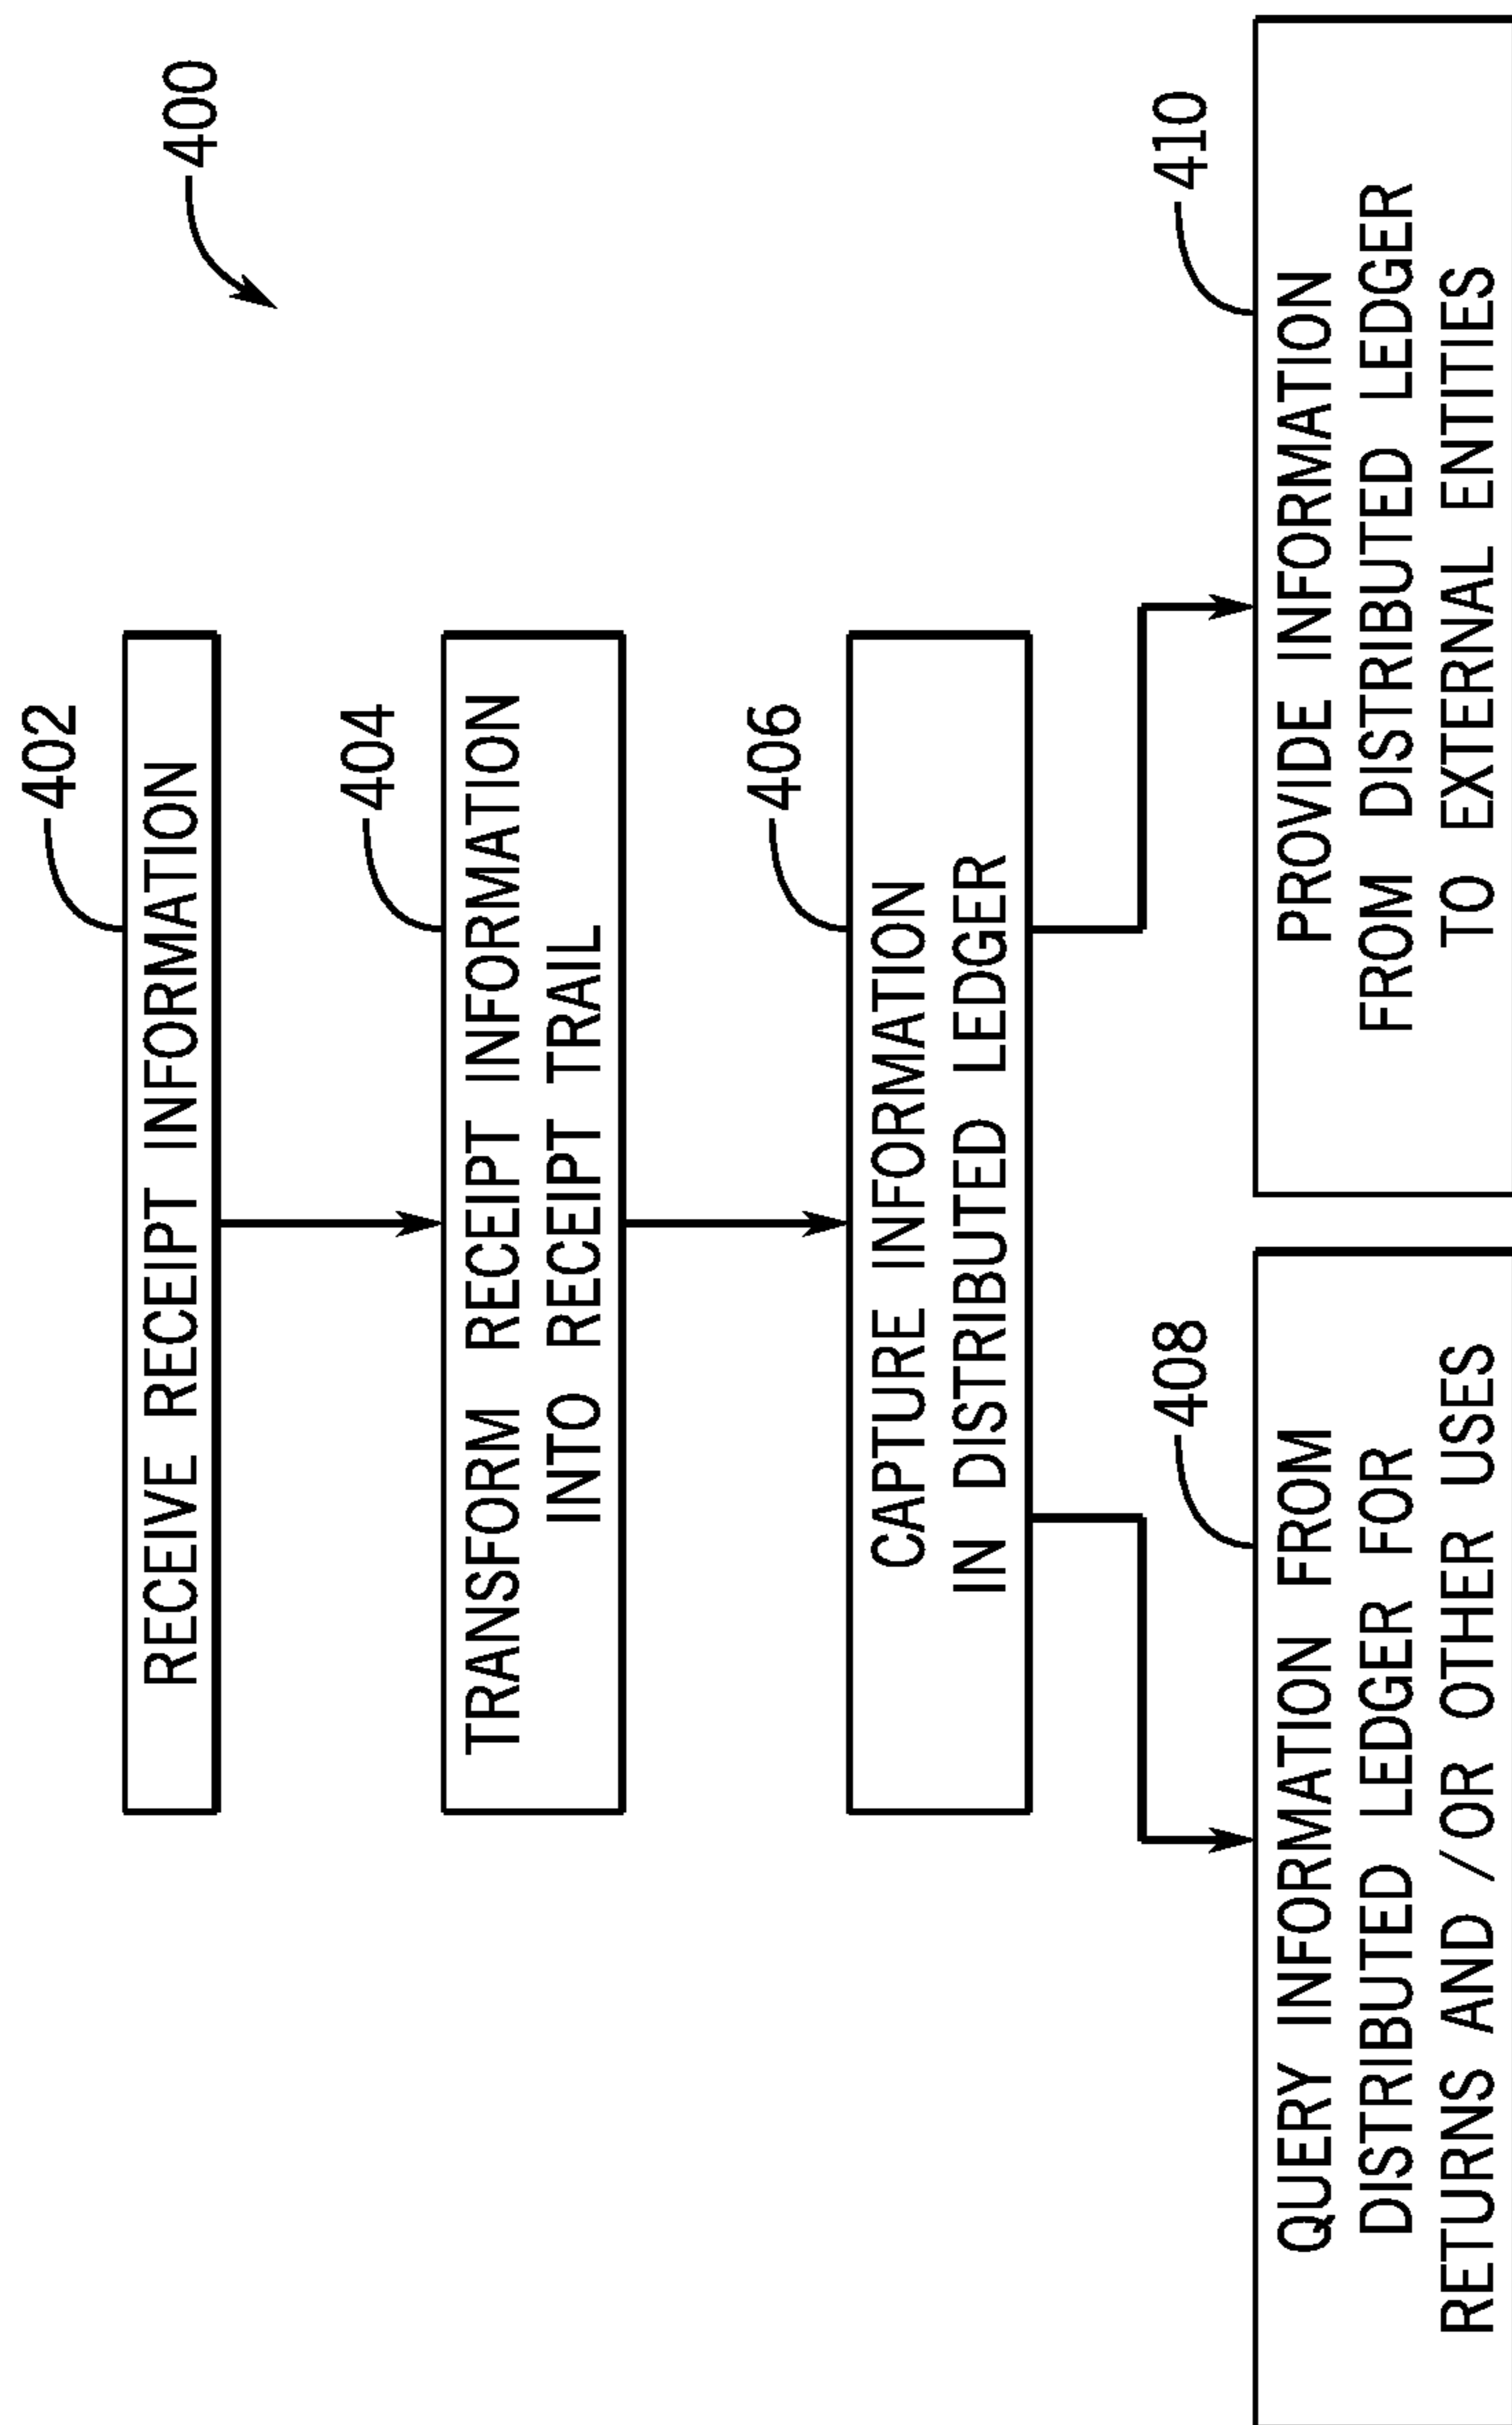 400
402
RECEIVE RECEIPT INFORMATION
404
TRANSFORM RECEIPT INFORMATION
INTO RECEIPT TRAIL
406
CAPTURE INFORMATION
IN DISTRIBUTED LEDGER
408
QUERY INFORMATION FROM
DISTRIBUTED LEDGER FOR
RETURNS AND /OR OTHER USES
410
PROVIDE INFORMATION
FROM DISTRIBUTED LEDGER
TO EXTERNAL ENTITIES